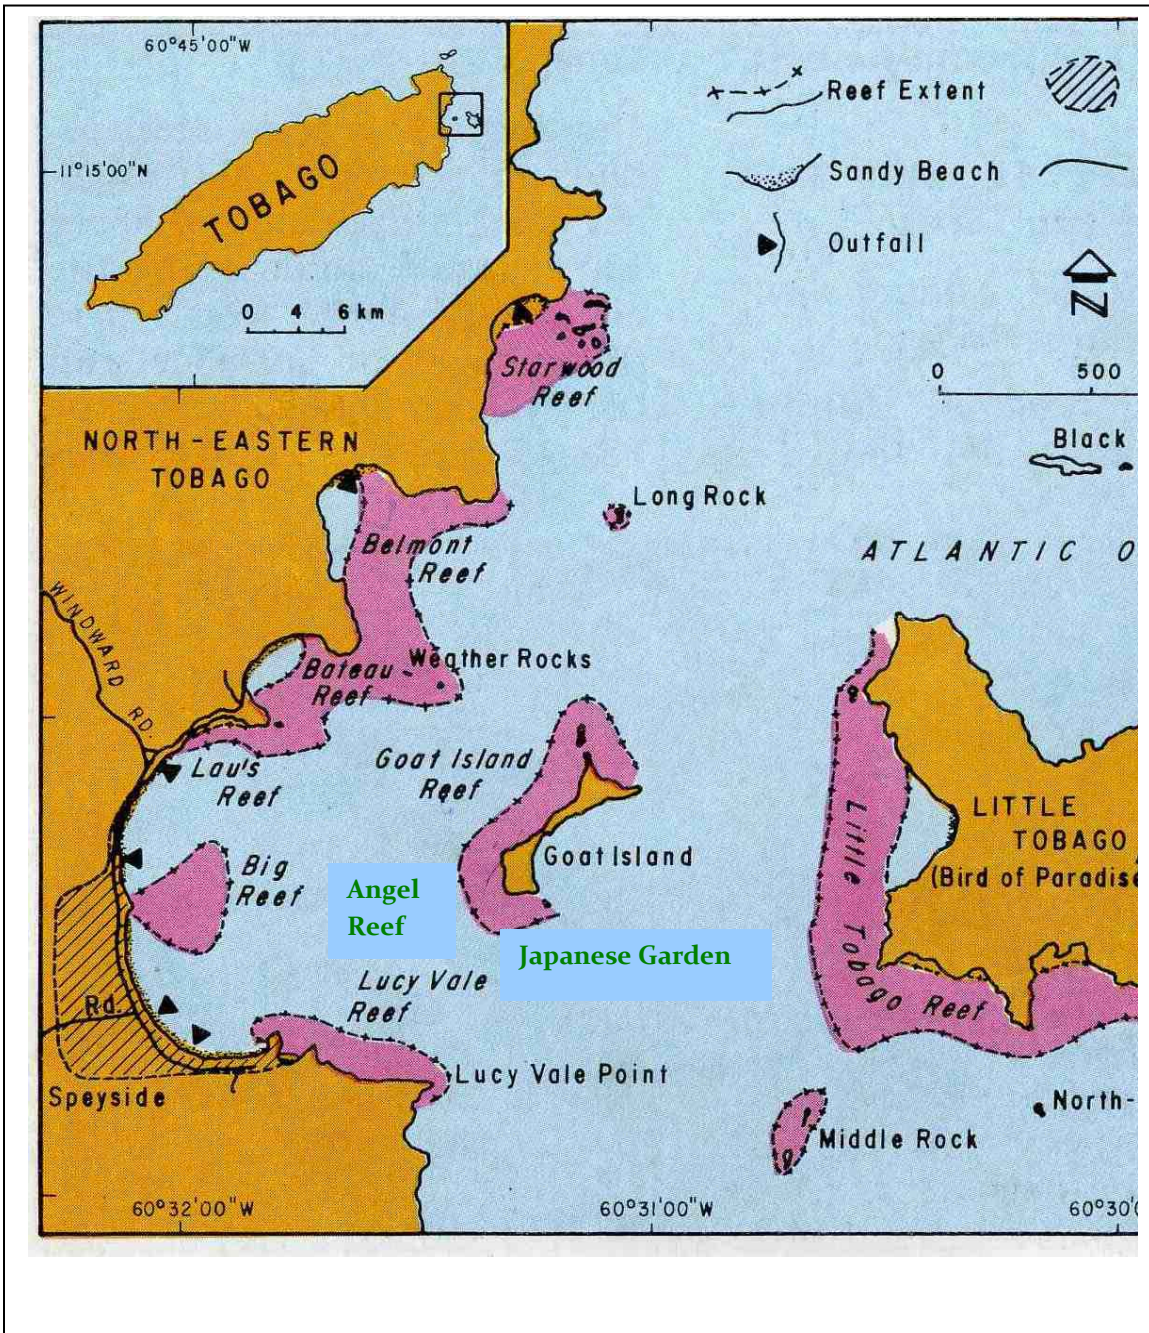 60°45'00"W
11°15'00"N
TOBAGO
0 4 6 km
Reef Extent
Sandy Beach
Outfall
N
0 500
Starwood
Reef
NORTH-EASTERN
TOBAGO
Black
Long Rock
ATLANTIC O
Belmont
Reef
WINDWARD RD.
Weather Rocks
Bateau
Reef
Goat Island
Reef
Lau's
Reef
LITTLE
TOBAGO
(Bird of Paradise
Little Tobago Reef
Goat Island
Big
Reef
Angel
Reef
Japanese Garden
Lucy Vale
Reef
Rd.
Lucy Vale Point
Speyside
North-
Middle Rock
60°32'00"W
60°31'00"W
60°30'0